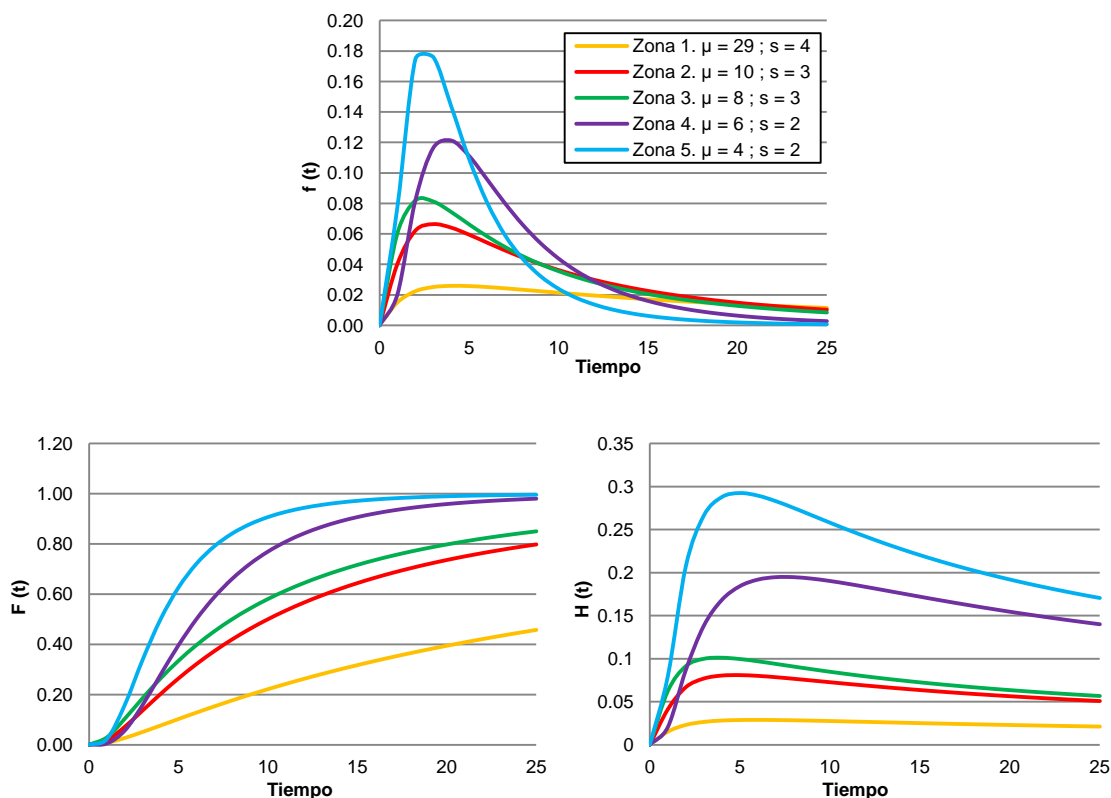 0.20
0.18
0.16
0.14
0.12
0.10
0.08
0.06
0.04
0.02
0.00
f (t)
Zona 1. μ = 29 ; s = 4
Zona 2. μ = 10 ; s = 3
Zona 3. μ = 8 ; s = 3
Zona 4. μ = 6 ; s = 2
Zona 5. μ = 4 ; s = 2
0 5 10 15 20 25
Tiempo
1.20
1.00
0.80
0.60
0.40
0.20
0.00
F (t)
0 5 10 15 20 25
Tiempo
0.35
0.3
0.25
0.2
0.15
0.1
0.05
0
H (t)
0 5 10 15 20 25
Tiempo